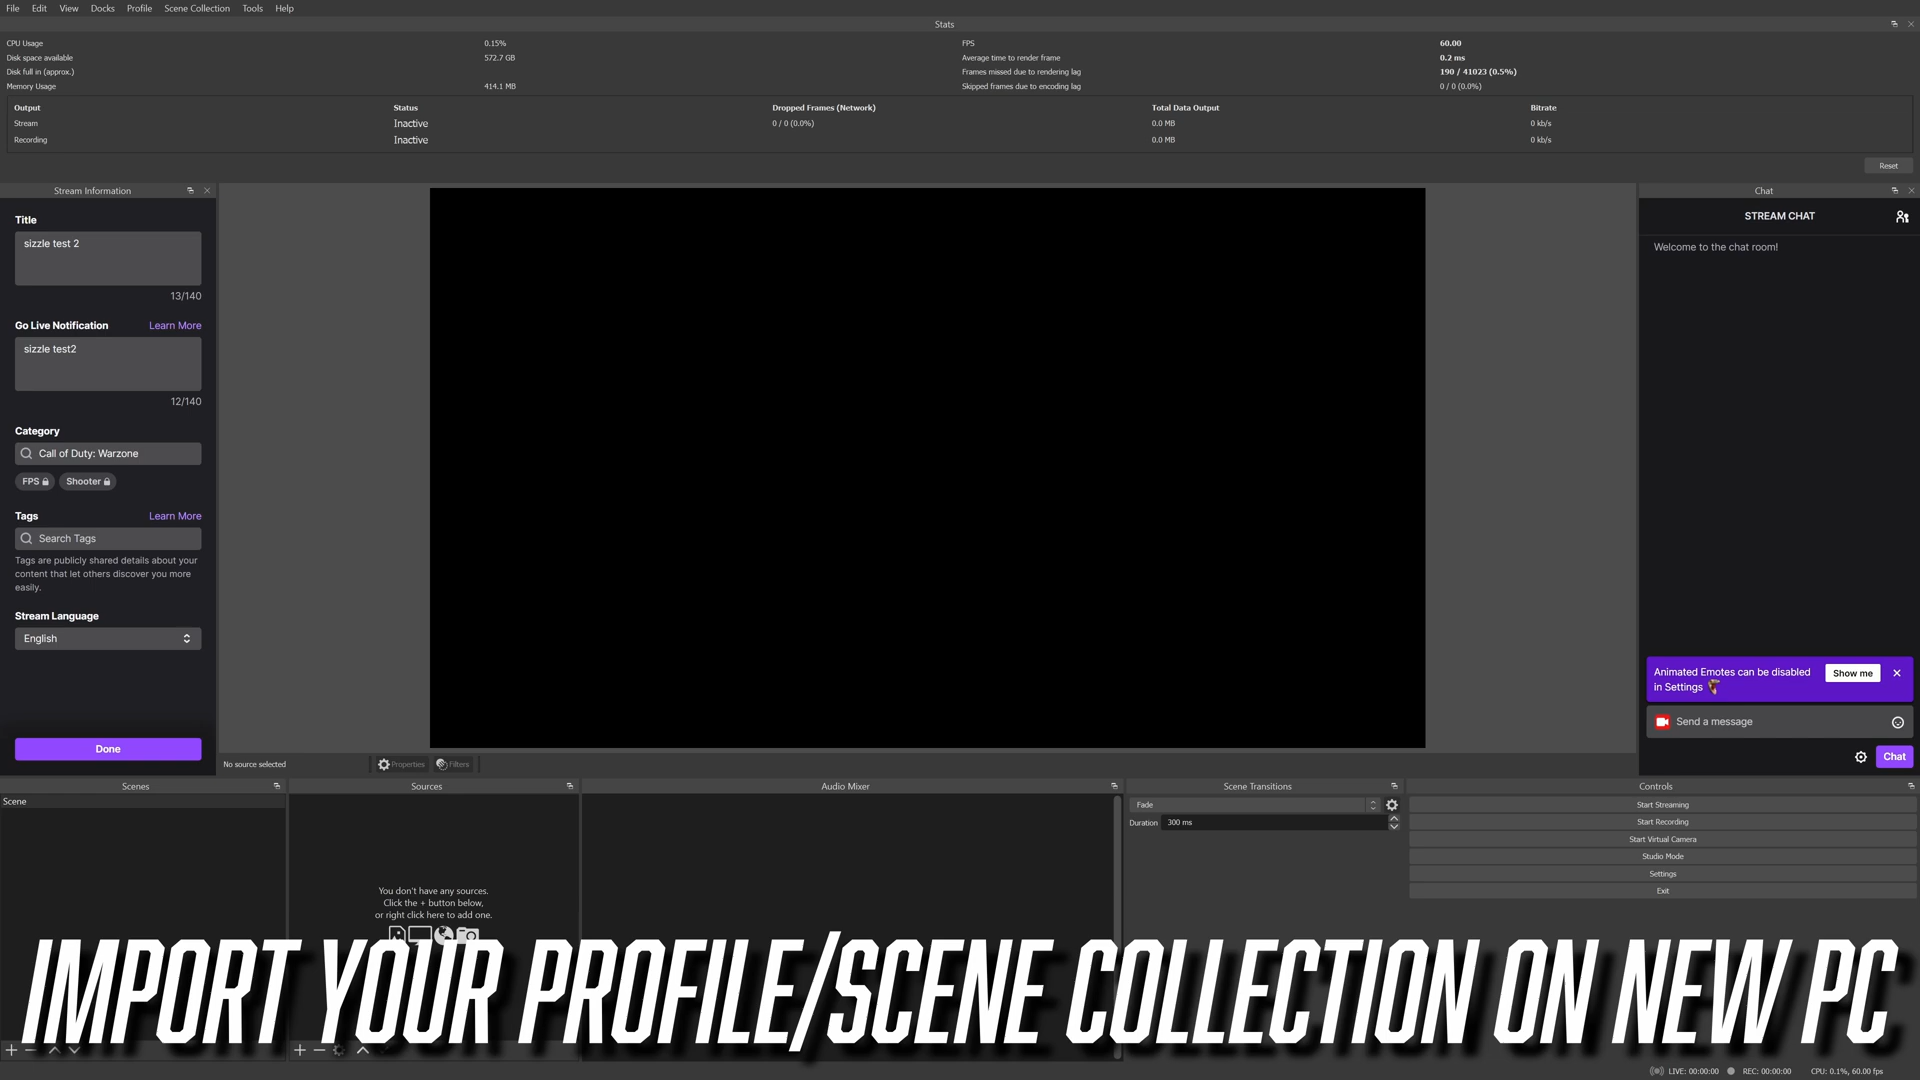 File Edit View Docks Profile Scene Collection Tools Help
Stats
CPU Usage 0.15% FPS 60.00
Disk space available 572.7 GB Average time to render frame 0.2 ms
Disk full in (approx.) Frames missed due to rendering lag 190 / 41023 (0.5%)
Memory Usage 414.1 MB Skipped frames due to encoding lag 0 / 0 (0.0%)
Output Status Dropped Frames (Network) Total Data Output Bitrate
Stream Inactive 0 / 0 (0.0%) 0.0 MB 0 kb/s
Recording Inactive 0.0 MB 0 kb/s
Reset
Stream Information
Title
sizzle test 2
13/140
Go Live Notification Learn More
sizzle test2
12/140
Category
Call of Duty: Warzone
FPS Shooter
Tags Learn More
Search Tags
Tags are publicly shared details about your
content that let others discover you more
easily.
Stream Language
English
Done
No source selected Properties Filters
Chat
STREAM CHAT
Welcome to the chat room!
Animated Emotes can be disabled
in Settings
Show me
Send a message
Chat
Scenes
Scene
Sources
You don't have any sources.
Click the + button below,
or right click here to add one.
Audio Mixer
Scene Transitions
Fade
Duration 300 ms
Controls
Start Streaming
Start Recording
Start Virtual Camera
Studio Mode
Settings
Exit
IMPORT YOUR PROFILE/SCENE COLLECTION ON NEW PC
LIVE: 00:00:00 REC: 00:00:00 CPU: 0.1%, 60.00 fps